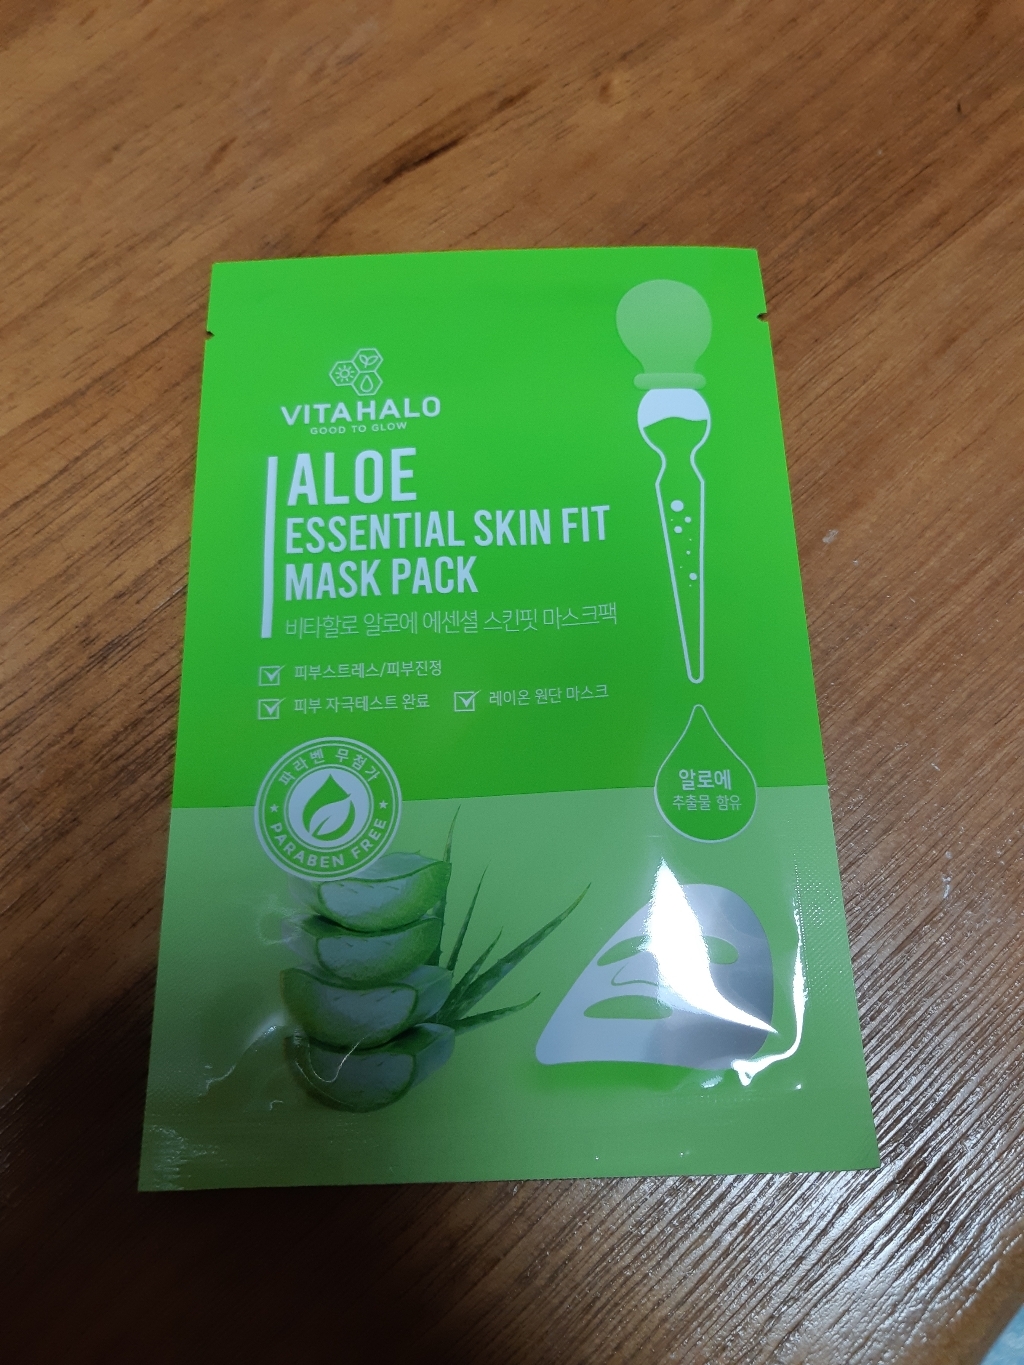 VITAHALO
GOOD TO GLOW
ALOE
ESSENTIAL SKIN FIT
MASK PACK
비타할로 알로에 에센셜 스킨핏 마스크팩
피부스트레스/피부진정
피부 자극테스트 완료
레이온 원단 마스크
파라벤 무첨가
PARABEN FREE
알로에
추출물 함유